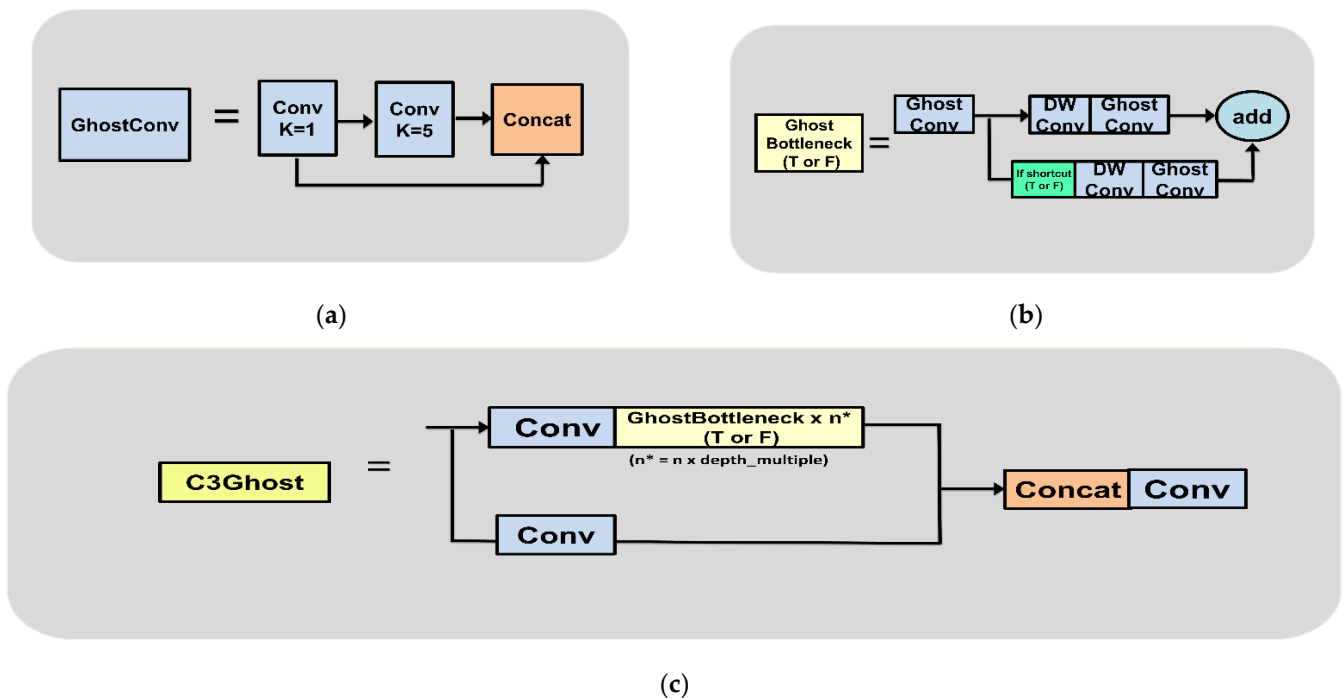 GhostConv
=
Conv
K=1
Conv
K=5
Concat
(a)
Ghost
Bottleneck
(T or F)
=
Ghost
Conv
DW
Conv
Ghost
Conv
add
If shortcut
(T or F)
DW
Conv
Ghost
Conv
(b)
C3Ghost
=
Conv
GhostBottleneck x n*
(T or F)
(n* = n x depth_multiple)
Conv
Concat
Conv
(c)